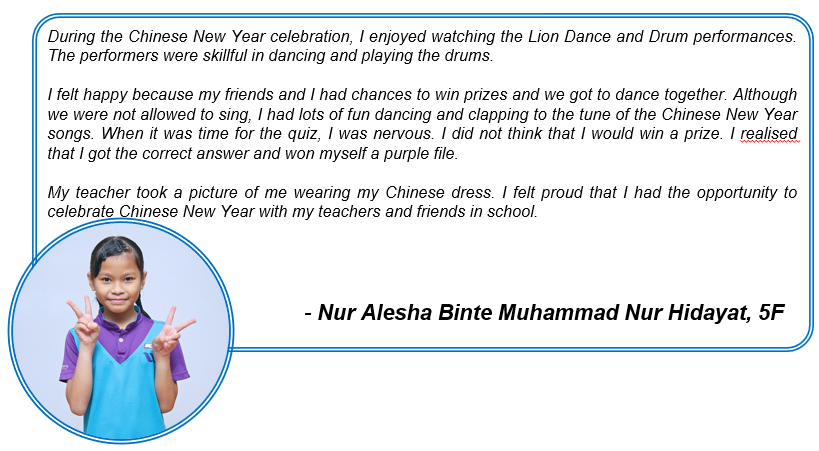 During the Chinese New Year celebration, I enjoyed watching the Lion Dance and Drum performances.
The performers were skillful in dancing and playing the drums.
I felt happy because my friends and I had chances to win prizes and we got to dance together. Although
we were not allowed to sing, I had lots of fun dancing and clapping to the tune of the Chinese New Year
songs. When it was time for the quiz, I was nervous. I did not think that I would win a prize. I realised
that I got the correct answer and won myself a purple file.
My teacher took a picture of me wearing my Chinese dress. I felt proud that I had the opportunity to
celebrate Chinese New Year with my teachers and friends in school.
- Nur Alesha Binte Muhammad Nur Hidayat, 5F